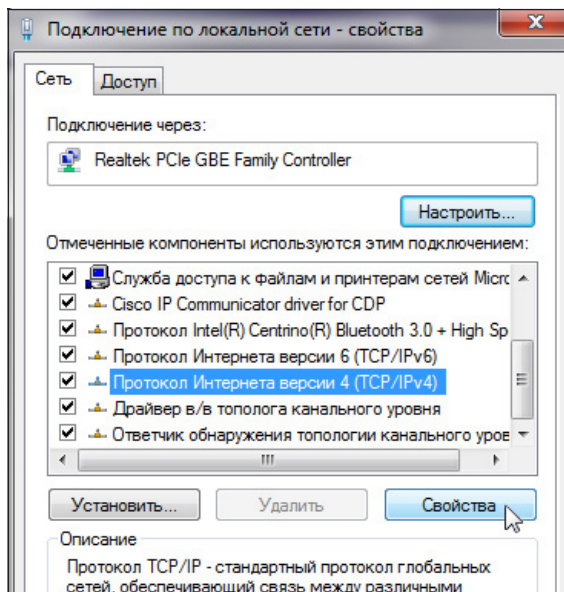 Подключение по локальной сети - свойства
Сеть Доступ
Подключение через:
Realtek PCIe GBE Family Controller
Настроить...
Отмеченные компоненты используются этим подключением:
Служба доступа к файлам и принтерам сетей Micro
Cisco IP Communicator driver for CDP
Протокол Intel(R) Centrino(R) Bluetooth 3.0 + High Sp
Протокол Интернета версии 6 (TCP/IPv6)
Протокол Интернета версии 4 (TCP/IPv4)
Драйвер в/в тополога канального уровня
Ответчик обнаружения топологии канального уров
Установить... Удалить Свойства
Описание
Протокол TCP/IP - стандартный протокол глобальных
сетей, обеспечивающий связь между различными